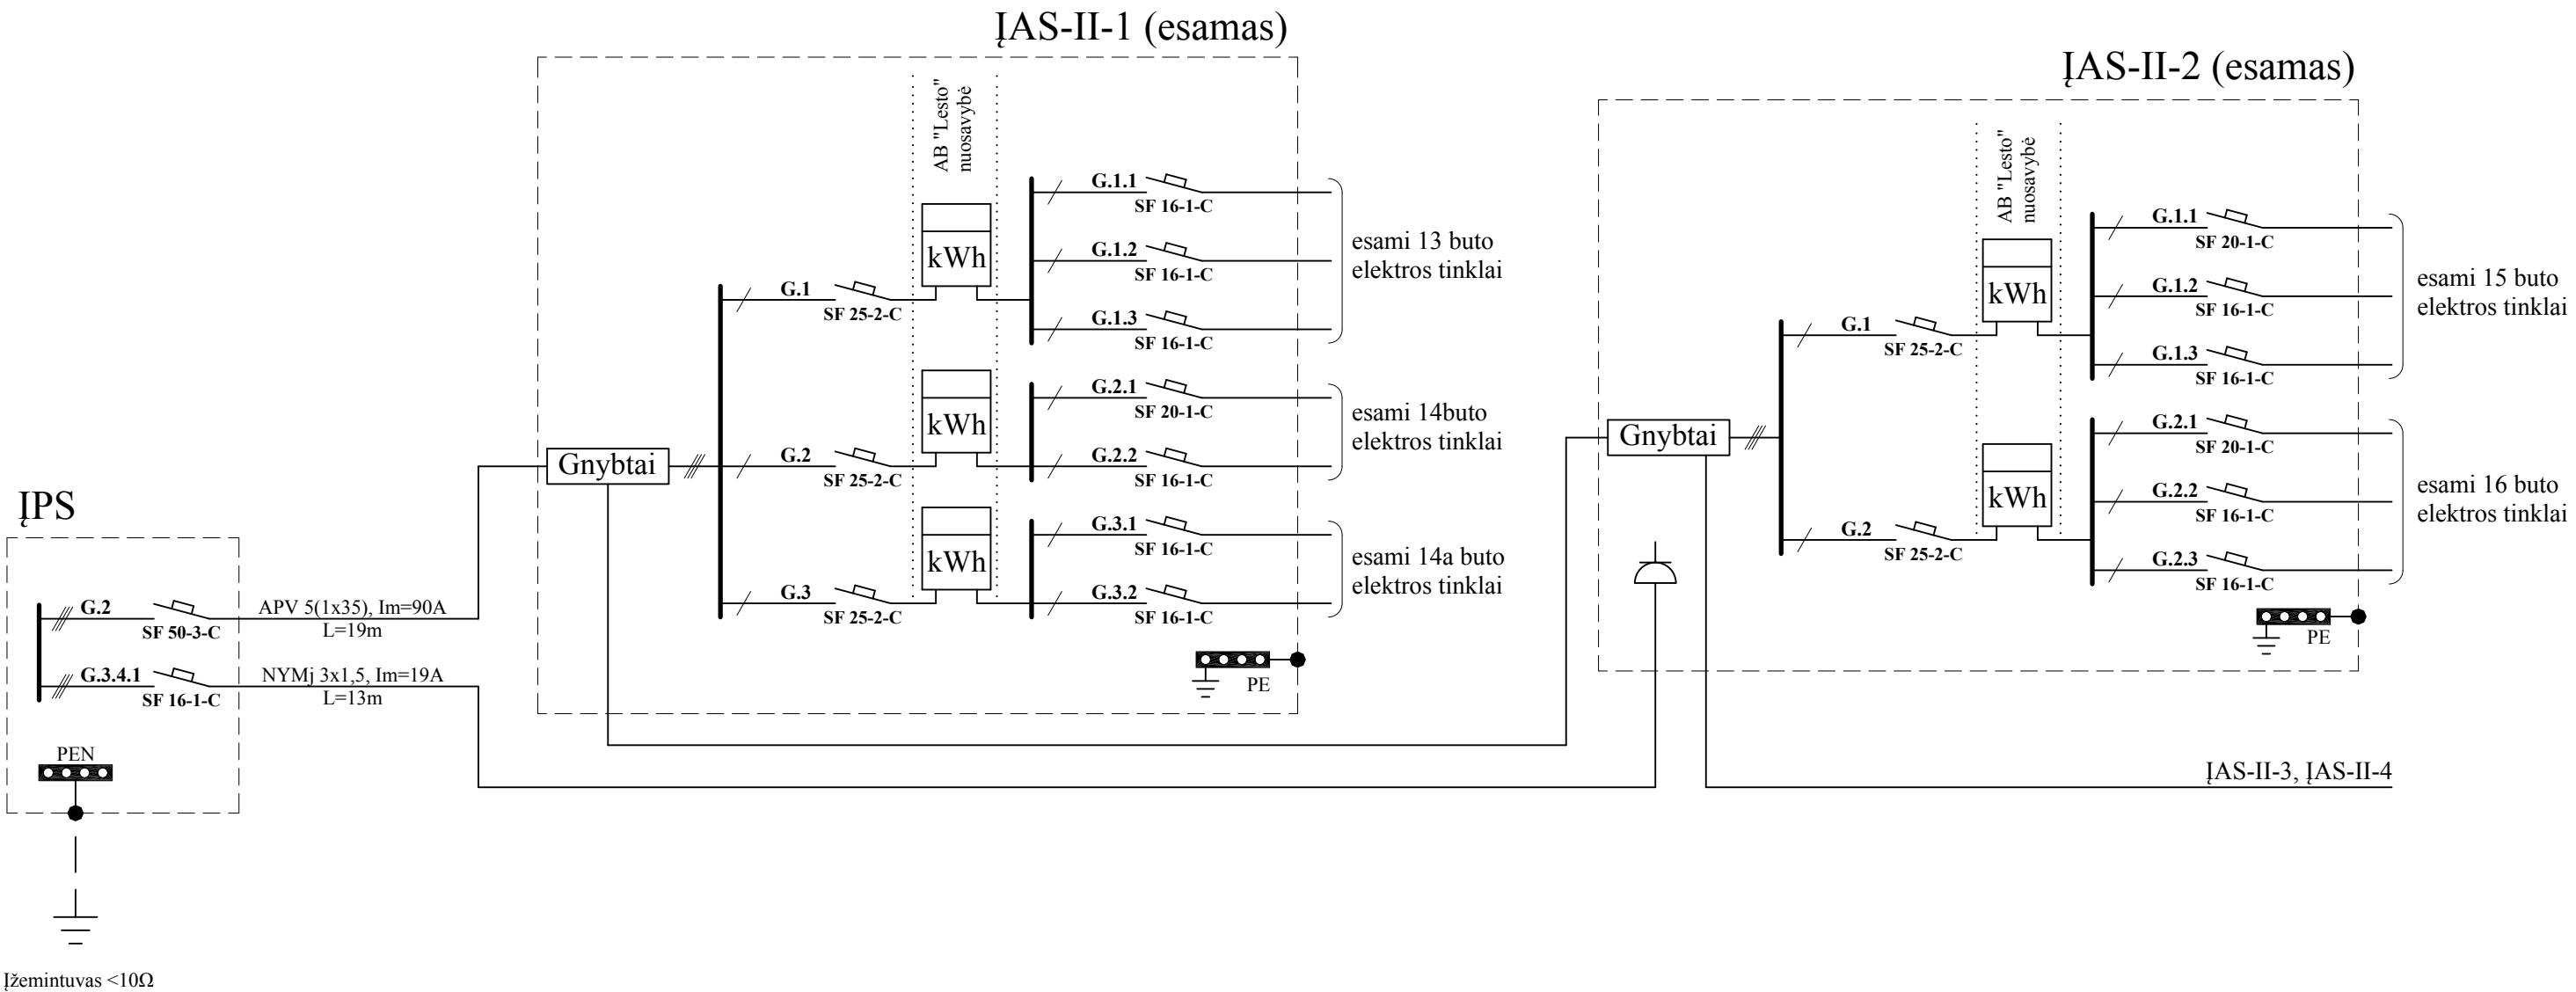 ĮAS-II-1 (esamas)
AB "Lesto"
nuosavybė
kWh
G.1
SF 25-2-C
G.1.1
SF 16-1-C
G.1.2
SF 16-1-C
G.1.3
SF 16-1-C
esami 13 buto
elektros tinklai
kWh
G.2
SF 25-2-C
G.2.1
SF 20-1-C
G.2.2
SF 16-1-C
esami 14buto
elektros tinklai
kWh
G.3
SF 25-2-C
G.3.1
SF 16-1-C
G.3.2
SF 16-1-C
esami 14a buto
elektros tinklai
Gnybtai
PE
ĮAS-II-2 (esamas)
AB "Lesto"
nuosavybė
kWh
G.1
SF 25-2-C
G.1.1
SF 20-1-C
G.1.2
SF 16-1-C
G.1.3
SF 16-1-C
esami 15 buto
elektros tinklai
Gnybtai
kWh
G.2
SF 25-2-C
G.2.1
SF 20-1-C
G.2.2
SF 16-1-C
G.2.3
SF 16-1-C
esami 16 buto
elektros tinklai
PE
ĮAS-II-3, ĮAS-II-4
ĮPS
G.2
SF 50-3-C
APV 5(1x35), Im=90A
L=19m
G.3.4.1
SF 16-1-C
NYMj 3x1,5, Im=19A
L=13m
PEN
Įžemintuvas <10Ω